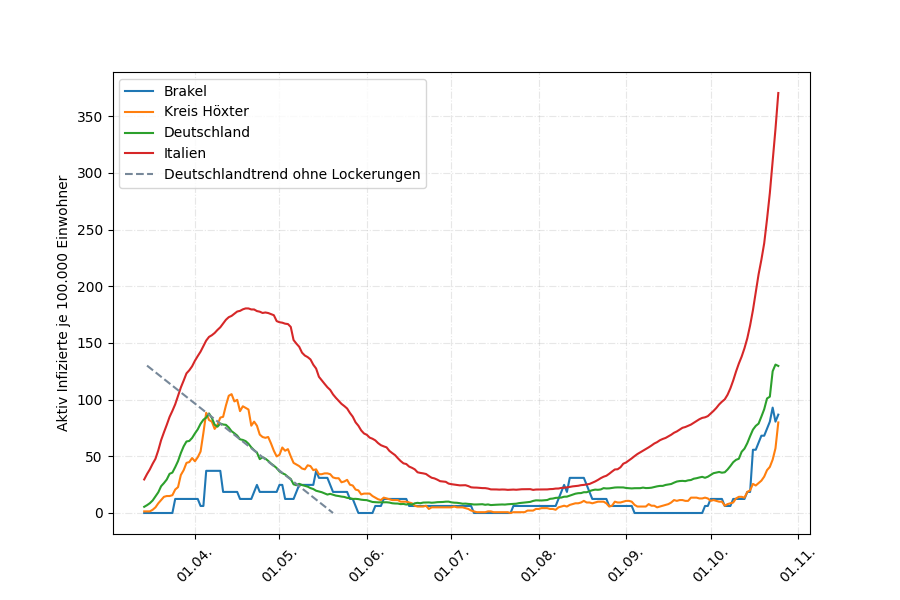 Brakel
Kreis Höxter
Deutschland
Italien
Deutschlandtrend ohne Lockerungen
Aktiv Infizierte je 100.000 Einwohner
350
300
250
200
150
100
50
0
01.04.
01.05.
01.06.
01.07.
01.08.
01.09.
01.10.
01.11.